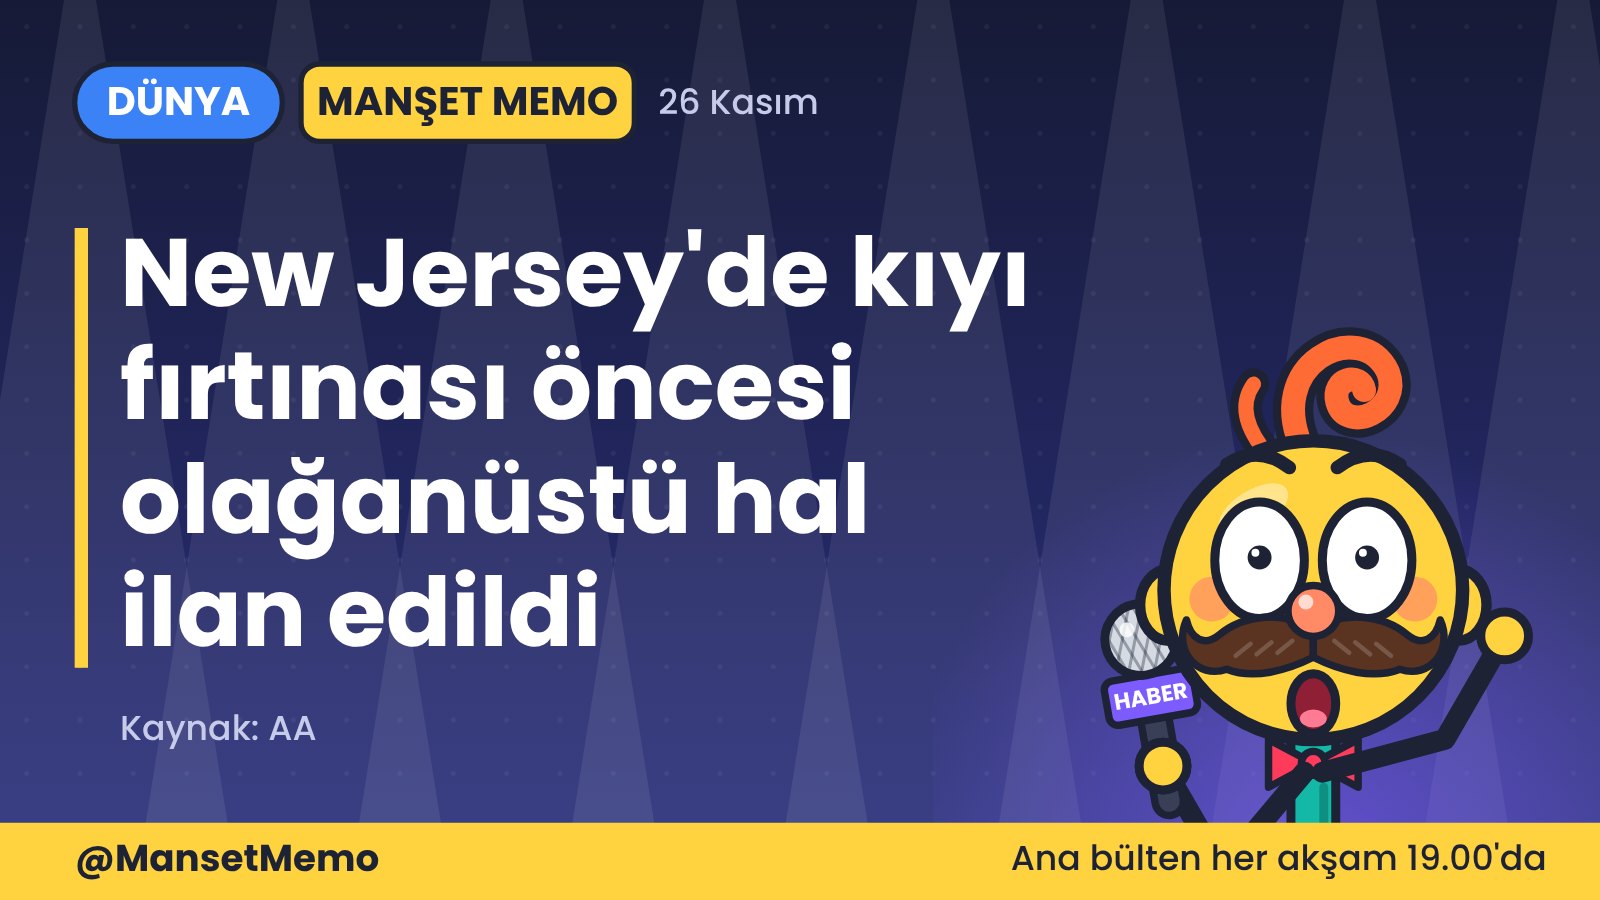 DÜNYA MANŞET MEMO 26 Kasım
New Jersey'de kıyı
fırtınası öncesi
olağanüstü hal
ilan edildi
Kaynak: AA
HABER
@MansetMemo Ana bülten her akşam 19.00'da